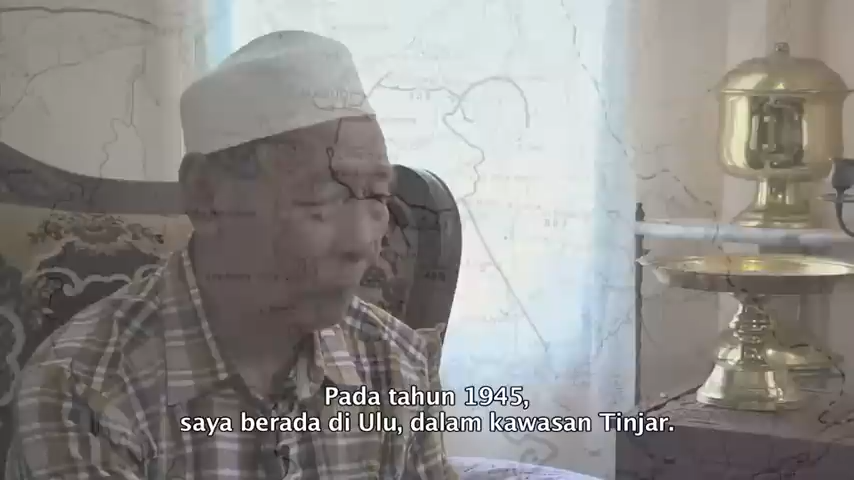 Pada tahun 1945,
saya berada di Ulu, dalam kawasan Tinjar.